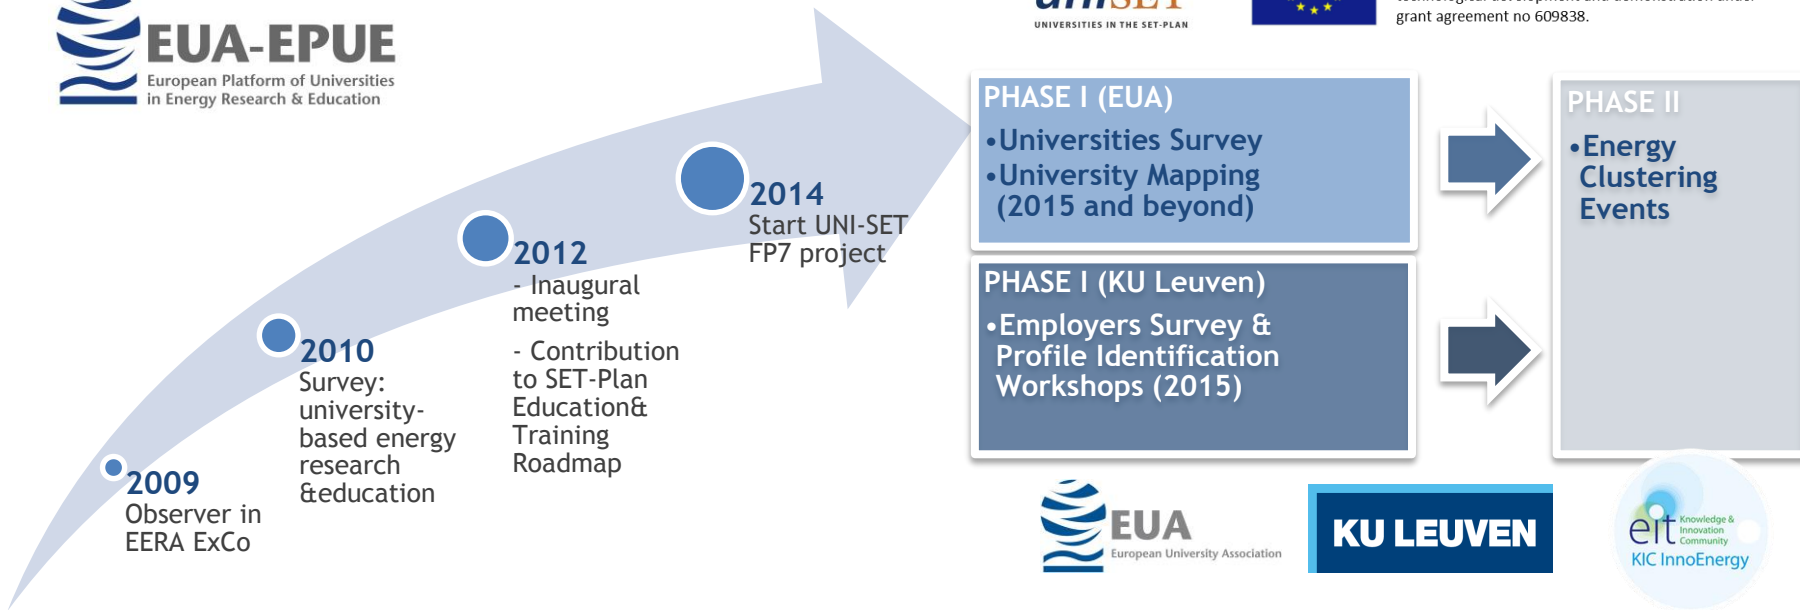 EUA-EPUE
European Platform of Universities
in Energy Research & Education
UNIVERSITIES IN THE SET-PLAN
grant agreement no 609838.
2009
Observer in
EERA ExCo
2010
Survey:
university-
based energy
research
&education
2012
- Inaugural
meeting
- Contribution
to SET-Plan
Education&
Training
Roadmap
2014
Start UNI-SET
FP7 project
PHASE I (EUA)
•Universities Survey
•University Mapping
(2015 and beyond)
PHASE I (KU Leuven)
•Employers Survey &
Profile Identification
Workshops (2015)
PHASE II
•Energy
Clustering
Events
EUA
European University Association
KU LEUVEN
eit
Knowledge &
Innovation
Community
KIC InnoEnergy